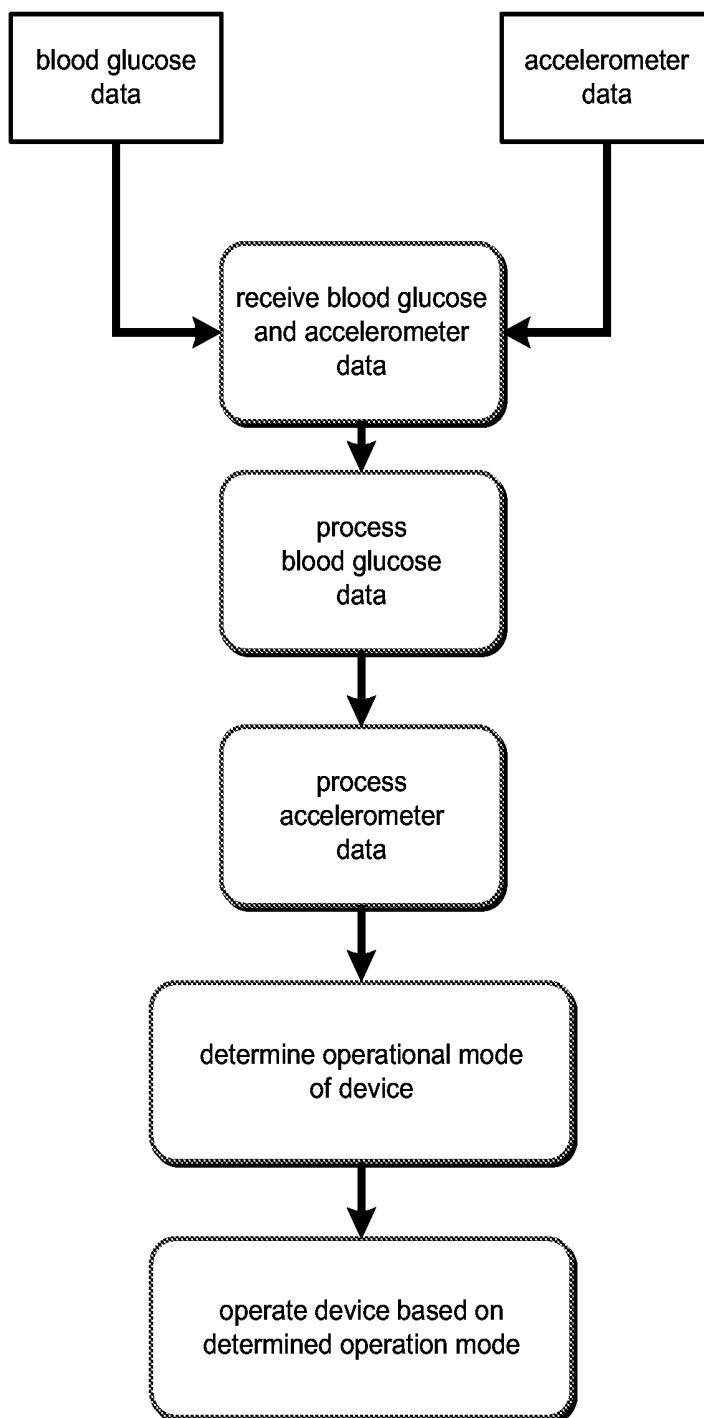 blood glucose
data
accelerometer
data
receive blood glucose
and accelerometer
data
process
blood glucose
data
process
accelerometer
data
determine operational mode
of device
operate device based on
determined operation mode